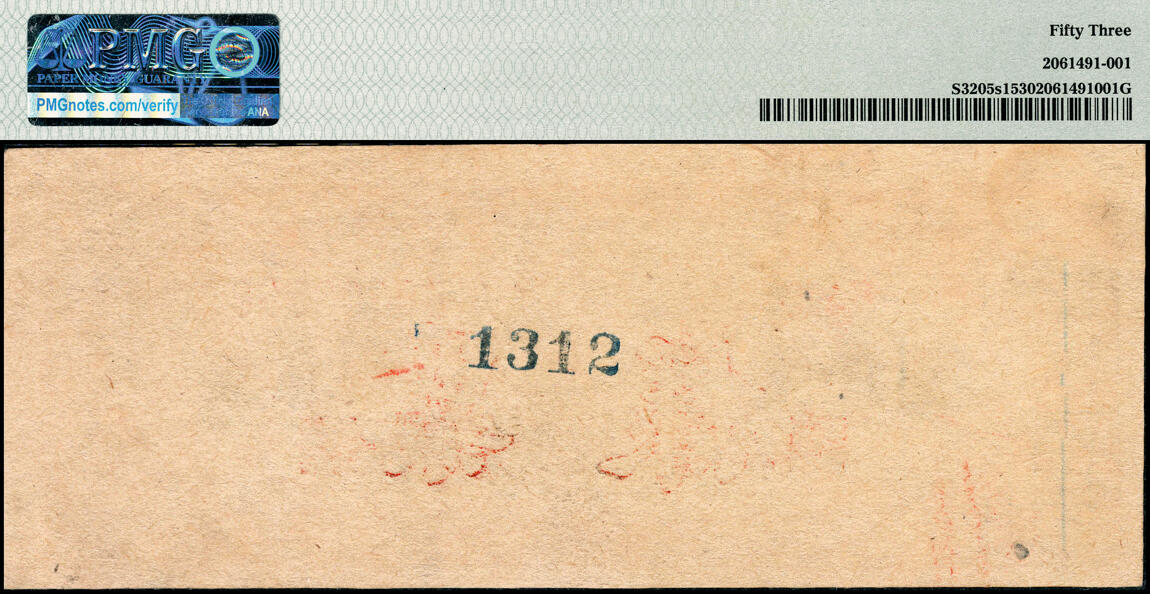 PMG
PAPER MONEY GUARANTY
PMGnotes.com/verify
ANA
Fifty Three
2061491-001
S3205s15302061491001G
1312